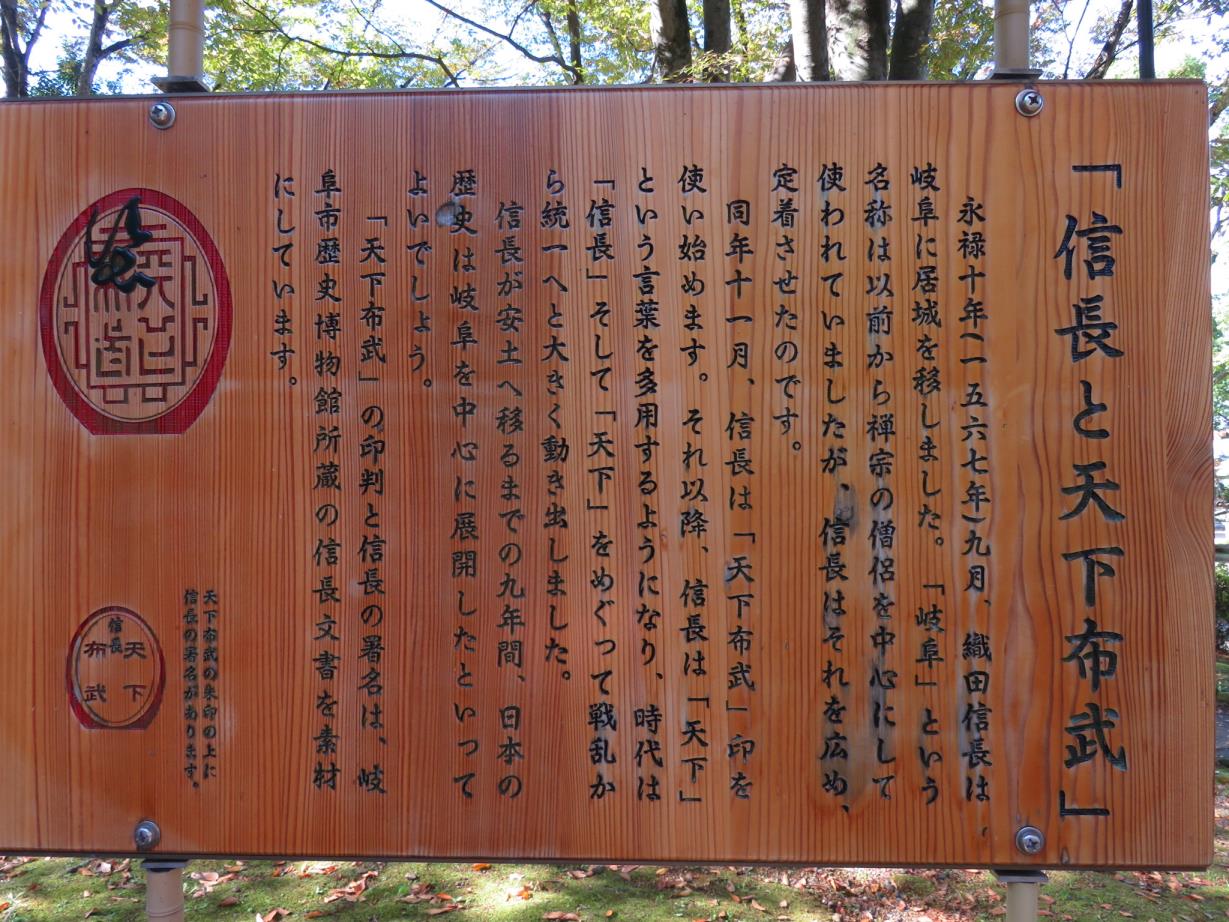 「信長と天下布武」
永禄十年(一五六七年)九月、織田信長は、
岐阜に居城を移しました。「岐阜」という
名称は以前から禅宗の僧侶を中心にして
使われていましたが、信長はそれを広め、
定着させたのです。
同年十一月、信長は「天下布武」印を
使い始めます。それ以降、信長は「天下」
という言葉を多用するようになり、時代は
「信長」そして「天下」をめぐって戦乱か
ら統一へと大きく動き出しました。
信長が安土へ移るまでの九年間、日本の
歴史は岐阜を中心に展開したといって
よいでしょう。
「天下布武」の印判と信長の署名は、岐
阜市歴史博物館所蔵の信長文書を素材
にしています。
天下布武の朱印の上に
信長の署名があります。
天下
布武
信長